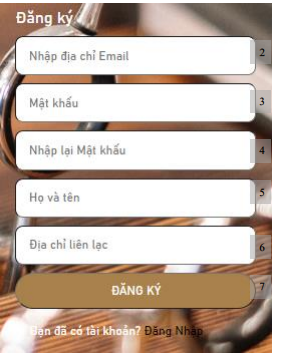 Đăng ký
Nhập địa chỉ Email 2
Mật khẩu 3
Nhập lại Mật khẩu 4
Họ và tên 5
Địa chỉ liên lạc 6
ĐĂNG KÝ 7
Bạn đã có tài khoản? Đăng Nhập